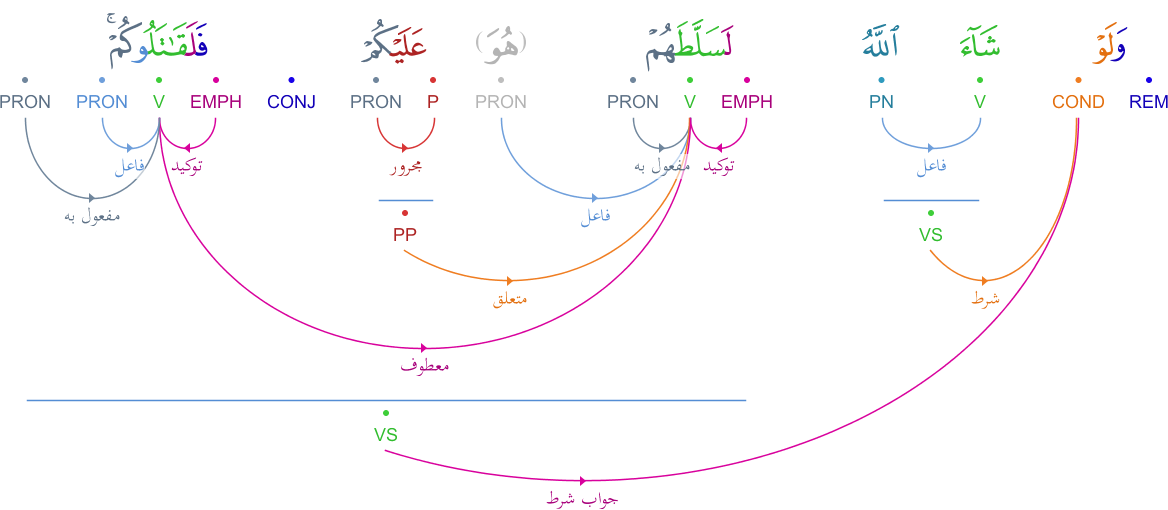 وَلَوْ شَآءَ ٱللَّهُ لَسَلَّطَهُمْ (هُوَ) عَلَيْكُمْ فَلَقَـٰتَلُوكُمْ ۚ
REM COND V PN EMPH V PRON PRON P PRON CONJ EMPH V PRON PRON
فاعل توكيد مفعول به مجرور توكيد فاعل
فاعل مفعول به
VS PP
شرط متعلق
معطوف
VS
جواب شرط